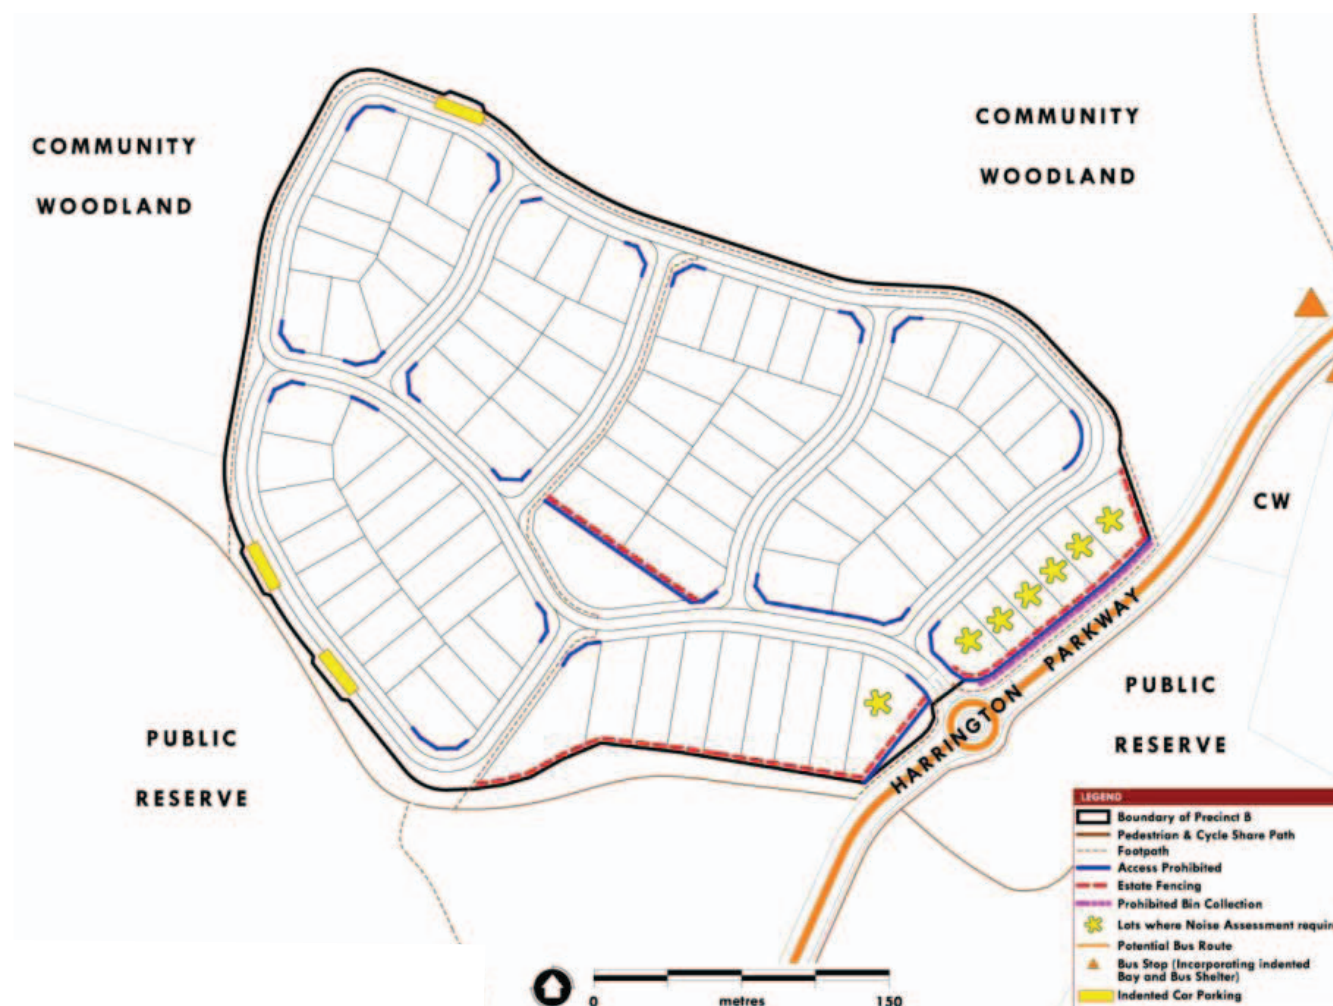 COMMUNITY
WOODLAND
COMMUNITY
WOODLAND
CW
HARRINGTON PARKWAY
PUBLIC
RESERVE
PUBLIC
RESERVE
LEGEND
Boundary of Precinct B
Pedestrian & Cycle Share Path
Footpath
Access Prohibited
Estate Fencing
Prohibited Bin Collection
Lots where Noise Assessment requir
Potential Bus Route
Bus Stop (Incorporating indented
Bay and Bus Shelter)
Indented Car Parking
0 metres 150